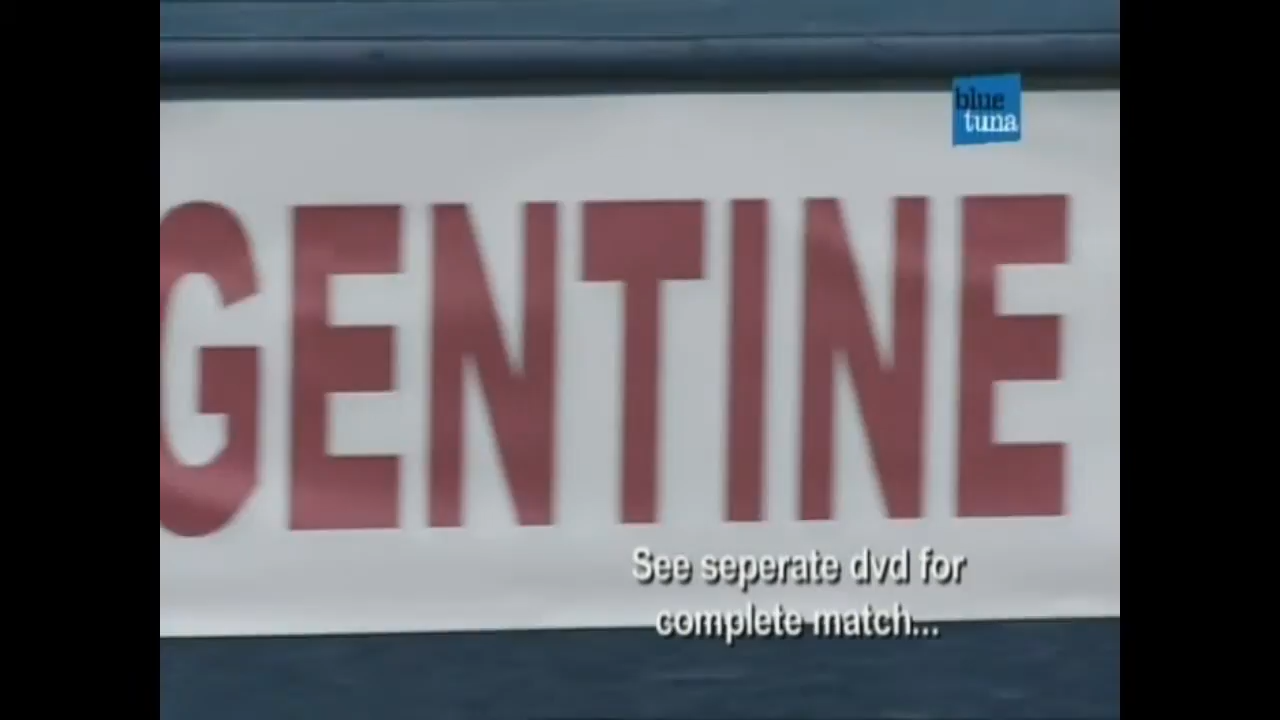 blue
tuna
GENTINE
See seperate dvd for
complete match...